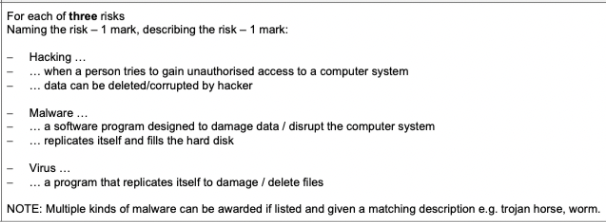 For each of three risks
Naming the risk – 1 mark, describing the risk – 1 mark:
– Hacking …
– … when a person tries to gain unauthorised access to a computer system
– … data can be deleted/corrupted by hacker
– Malware …
– … a software program designed to damage data / disrupt the computer system
– … replicates itself and fills the hard disk
– Virus …
– … a program that replicates itself to damage / delete files
NOTE: Multiple kinds of malware can be awarded if listed and given a matching description e.g. trojan horse, worm.